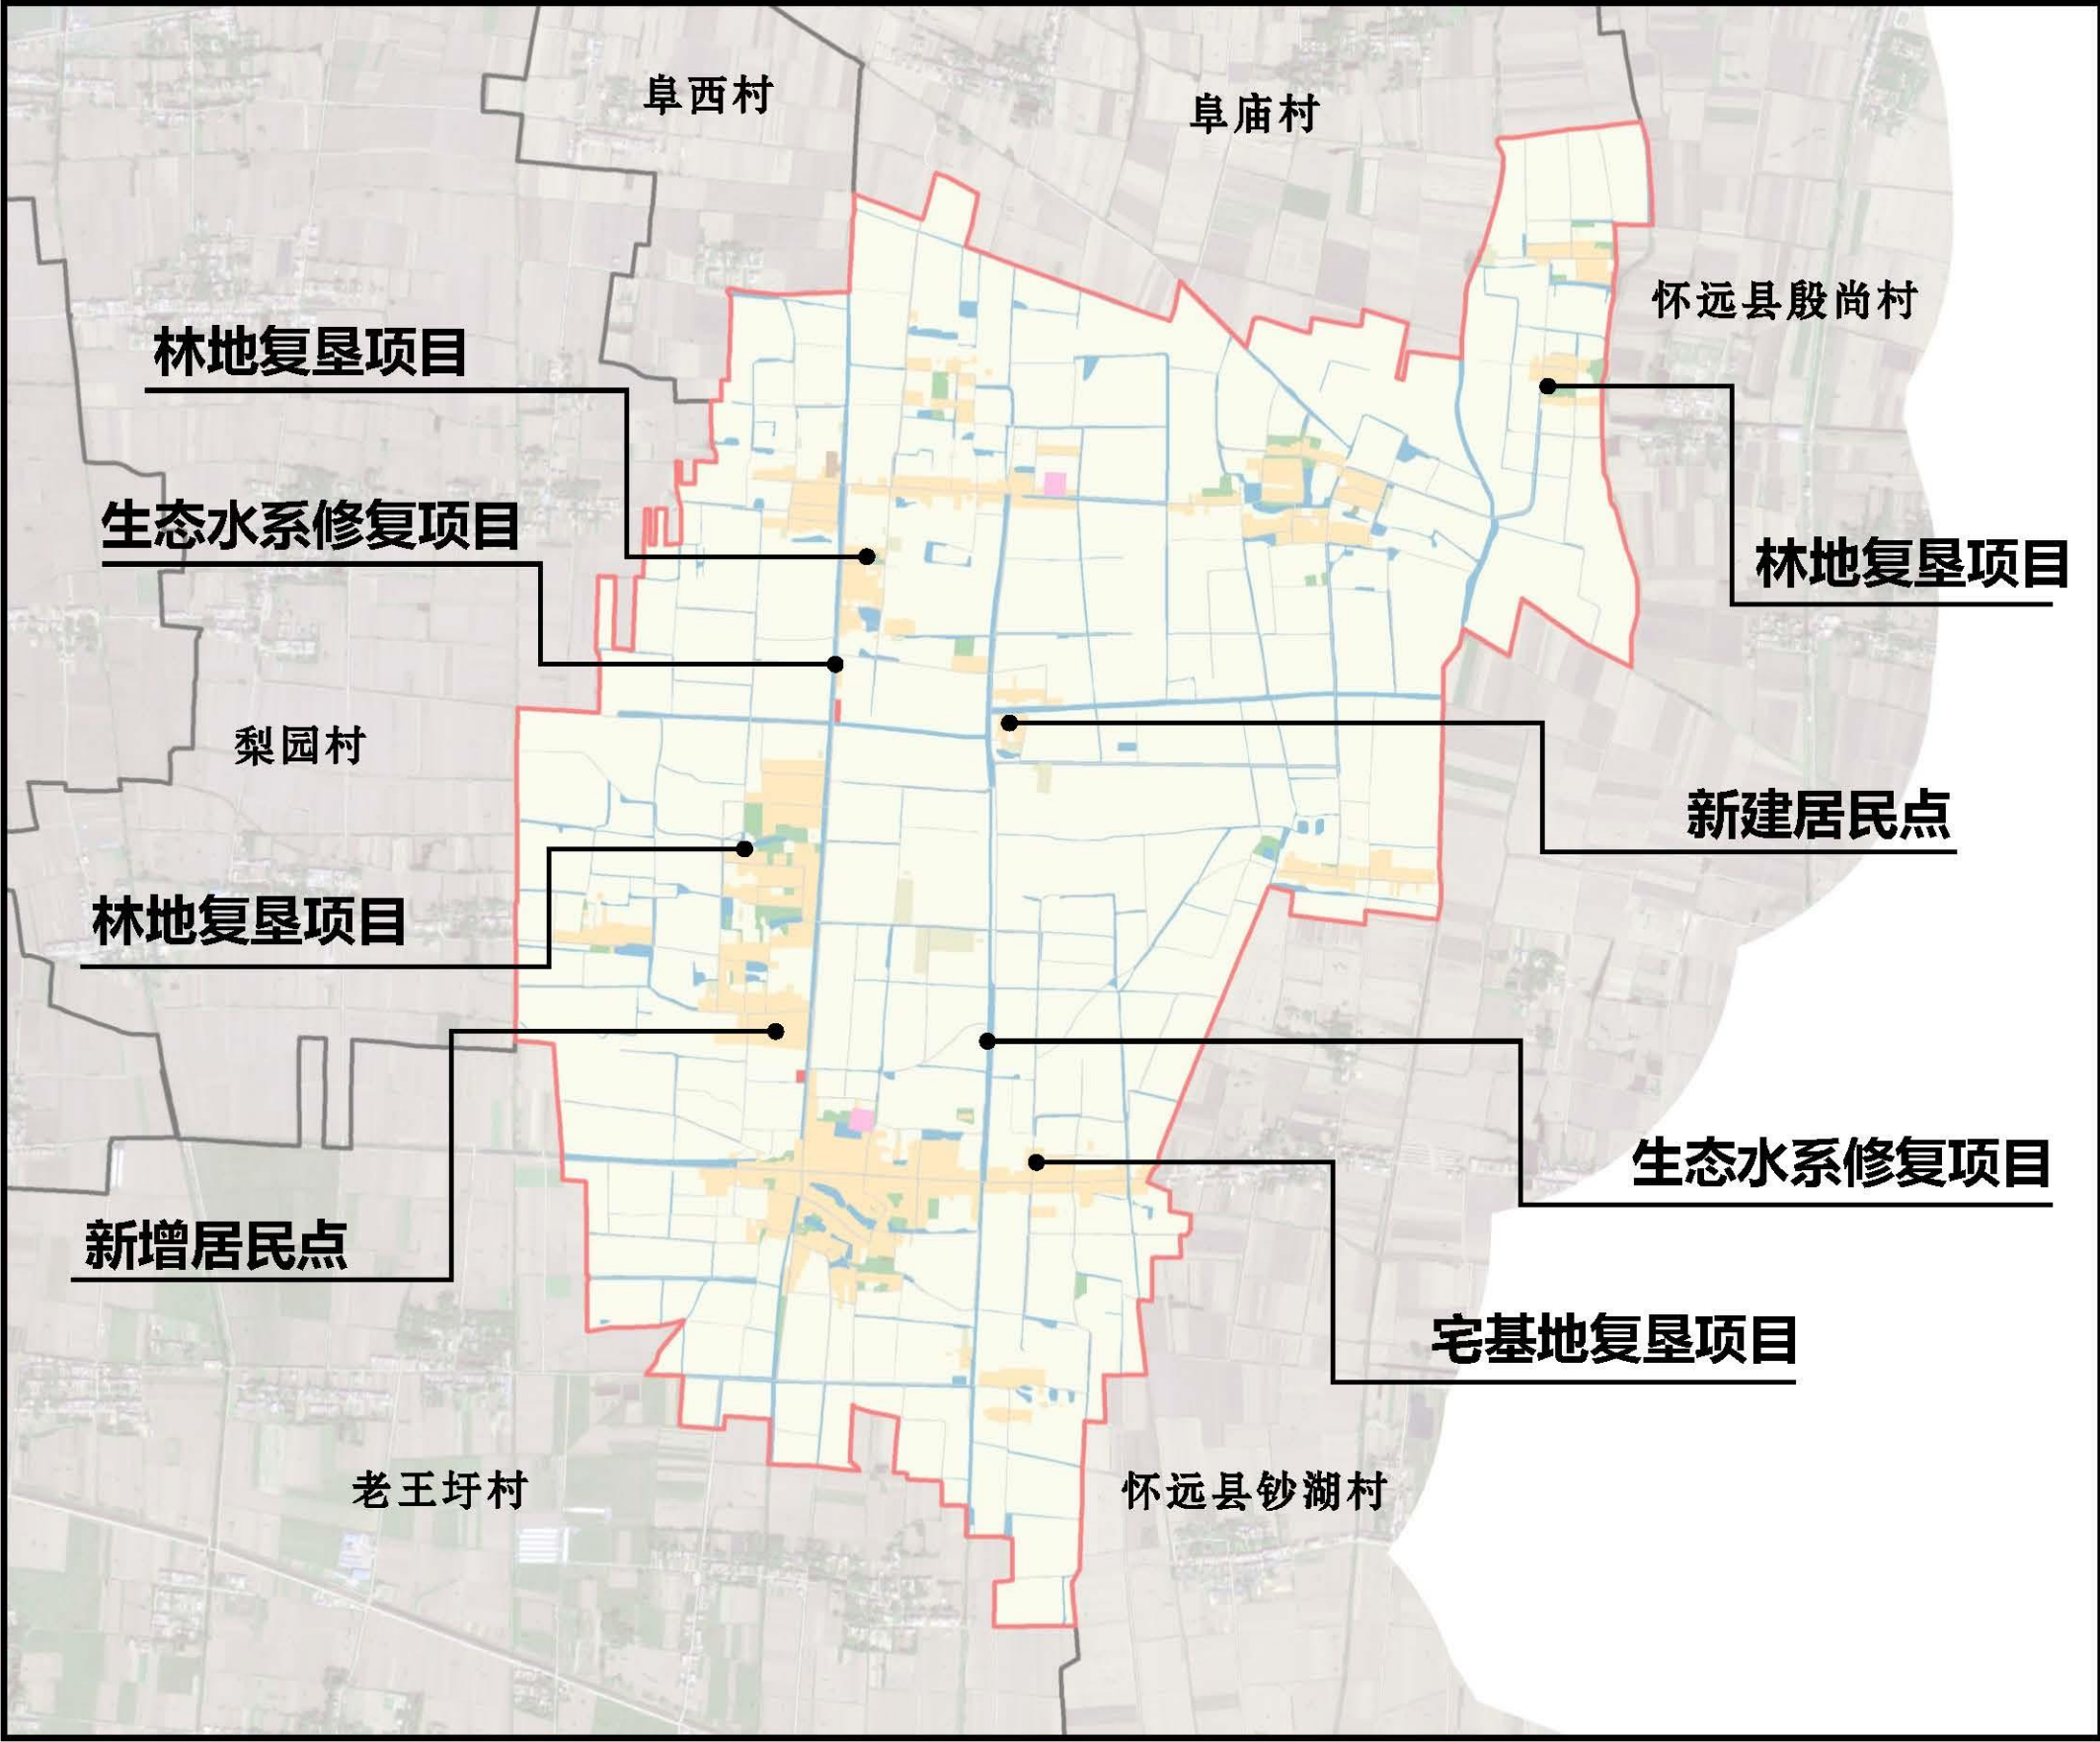 阜西村
阜庙村
怀远县殷尚村
林地复垦项目
生态水系修复项目
林地复垦项目
梨园村
新建居民点
林地复垦项目
生态水系修复项目
新增居民点
宅基地复垦项目
老王圩村
怀远县钞湖村